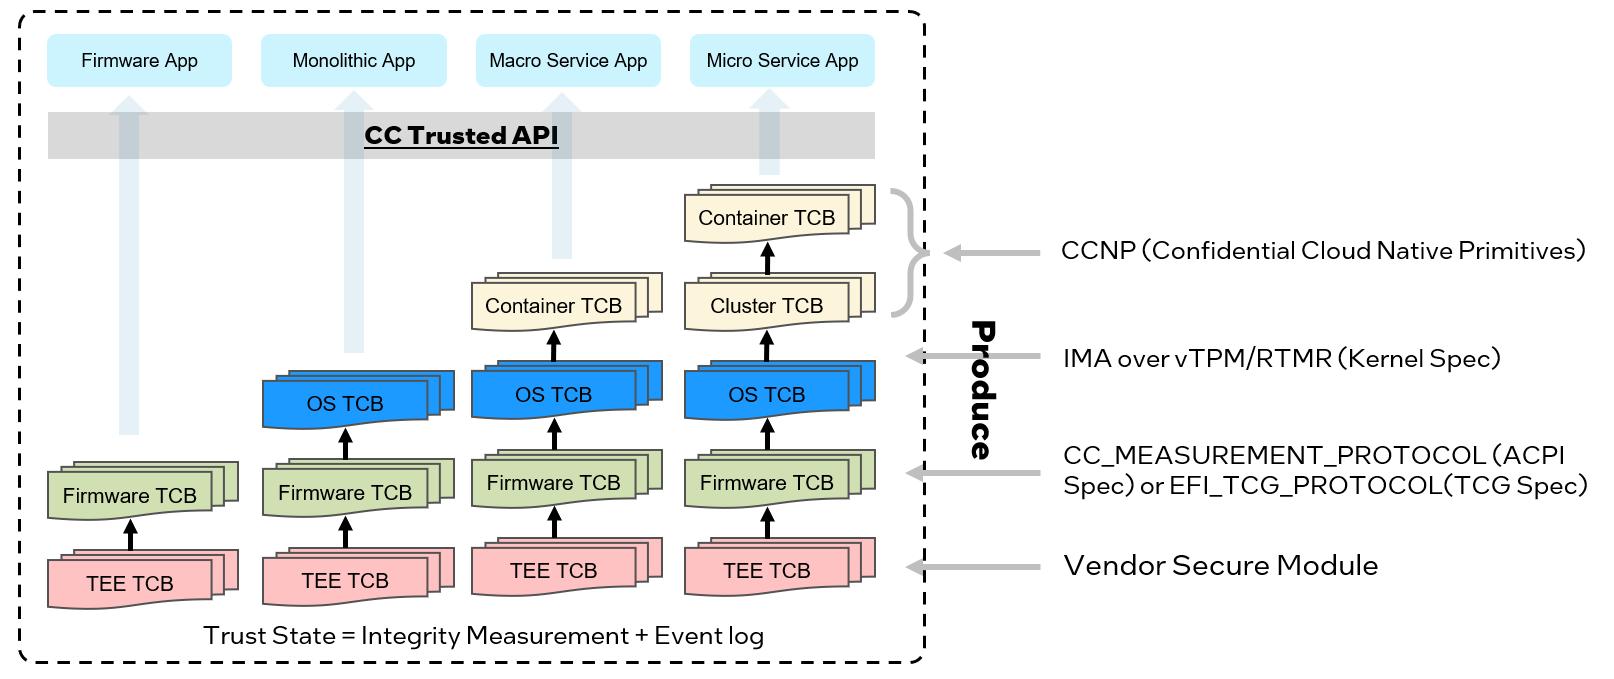 Firmware App
Monolithic App
Macro Service App
Micro Service App
CC Trusted API
Container TCB
Container TCB
Cluster TCB
OS TCB
OS TCB
OS TCB
Firmware TCB
Firmware TCB
Firmware TCB
Firmware TCB
TEE TCB
TEE TCB
TEE TCB
TEE TCB
Trust State = Integrity Measurement + Event log
Produce
CCNP (Confidential Cloud Native Primitives)
IMA over vTPM/RTMR (Kernel Spec)
CC_MEASUREMENT_PROTOCOL (ACPI
Spec) or EFI_TCG_PROTOCOL(TCG Spec)
Vendor Secure Module